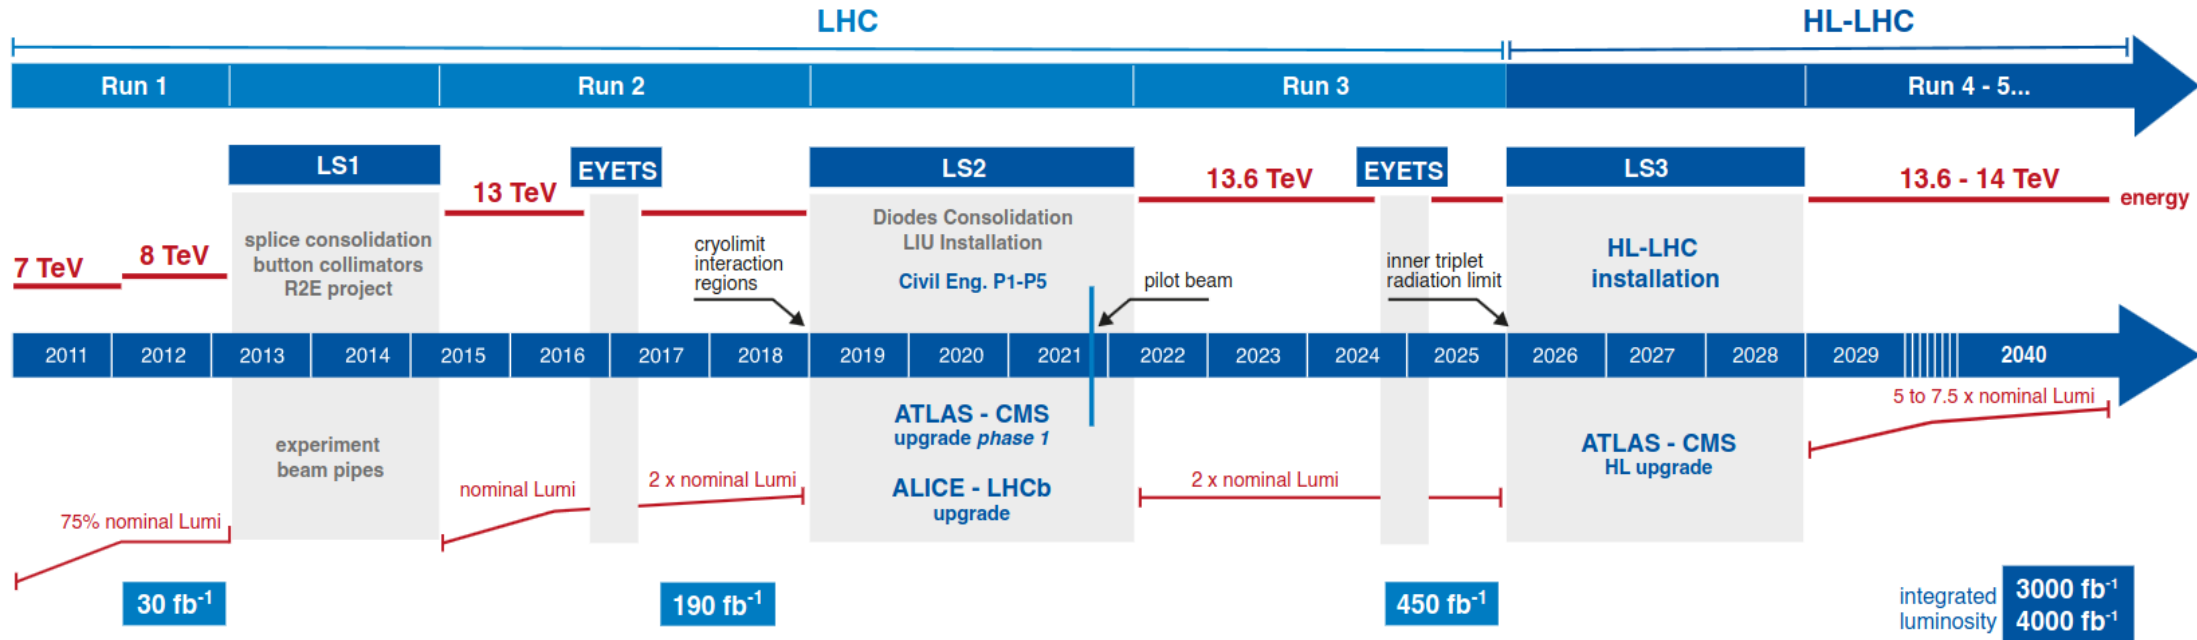 LHC
HL-LHC
Run 1
Run 2
Run 3
Run 4 - 5...
LS1
EYETS
LS2
EYETS
LS3
13 TeV
13.6 TeV
13.6 - 14 TeV
energy
7 TeV
8 TeV
splice consolidation
button collimators
R2E project
cryolimit
interaction
regions
Diodes Consolidation
LIU Installation
Civil Eng. P1-P5
pilot beam
inner triplet
radiation limit
HL-LHC
installation
2011 2012 2013 2014 2015 2016 2017 2018 2019 2020 2021 2022 2023 2024 2025 2026 2027 2028 2029 2040
5 to 7.5 x nominal Lumi
experiment
beam pipes
ATLAS - CMS
upgrade phase 1
ALICE - LHCb
upgrade
ATLAS - CMS
HL upgrade
75% nominal Lumi
nominal Lumi
2 x nominal Lumi
2 x nominal Lumi
30 fb⁻¹
190 fb⁻¹
450 fb⁻¹
integrated
luminosity
3000 fb⁻¹
4000 fb⁻¹